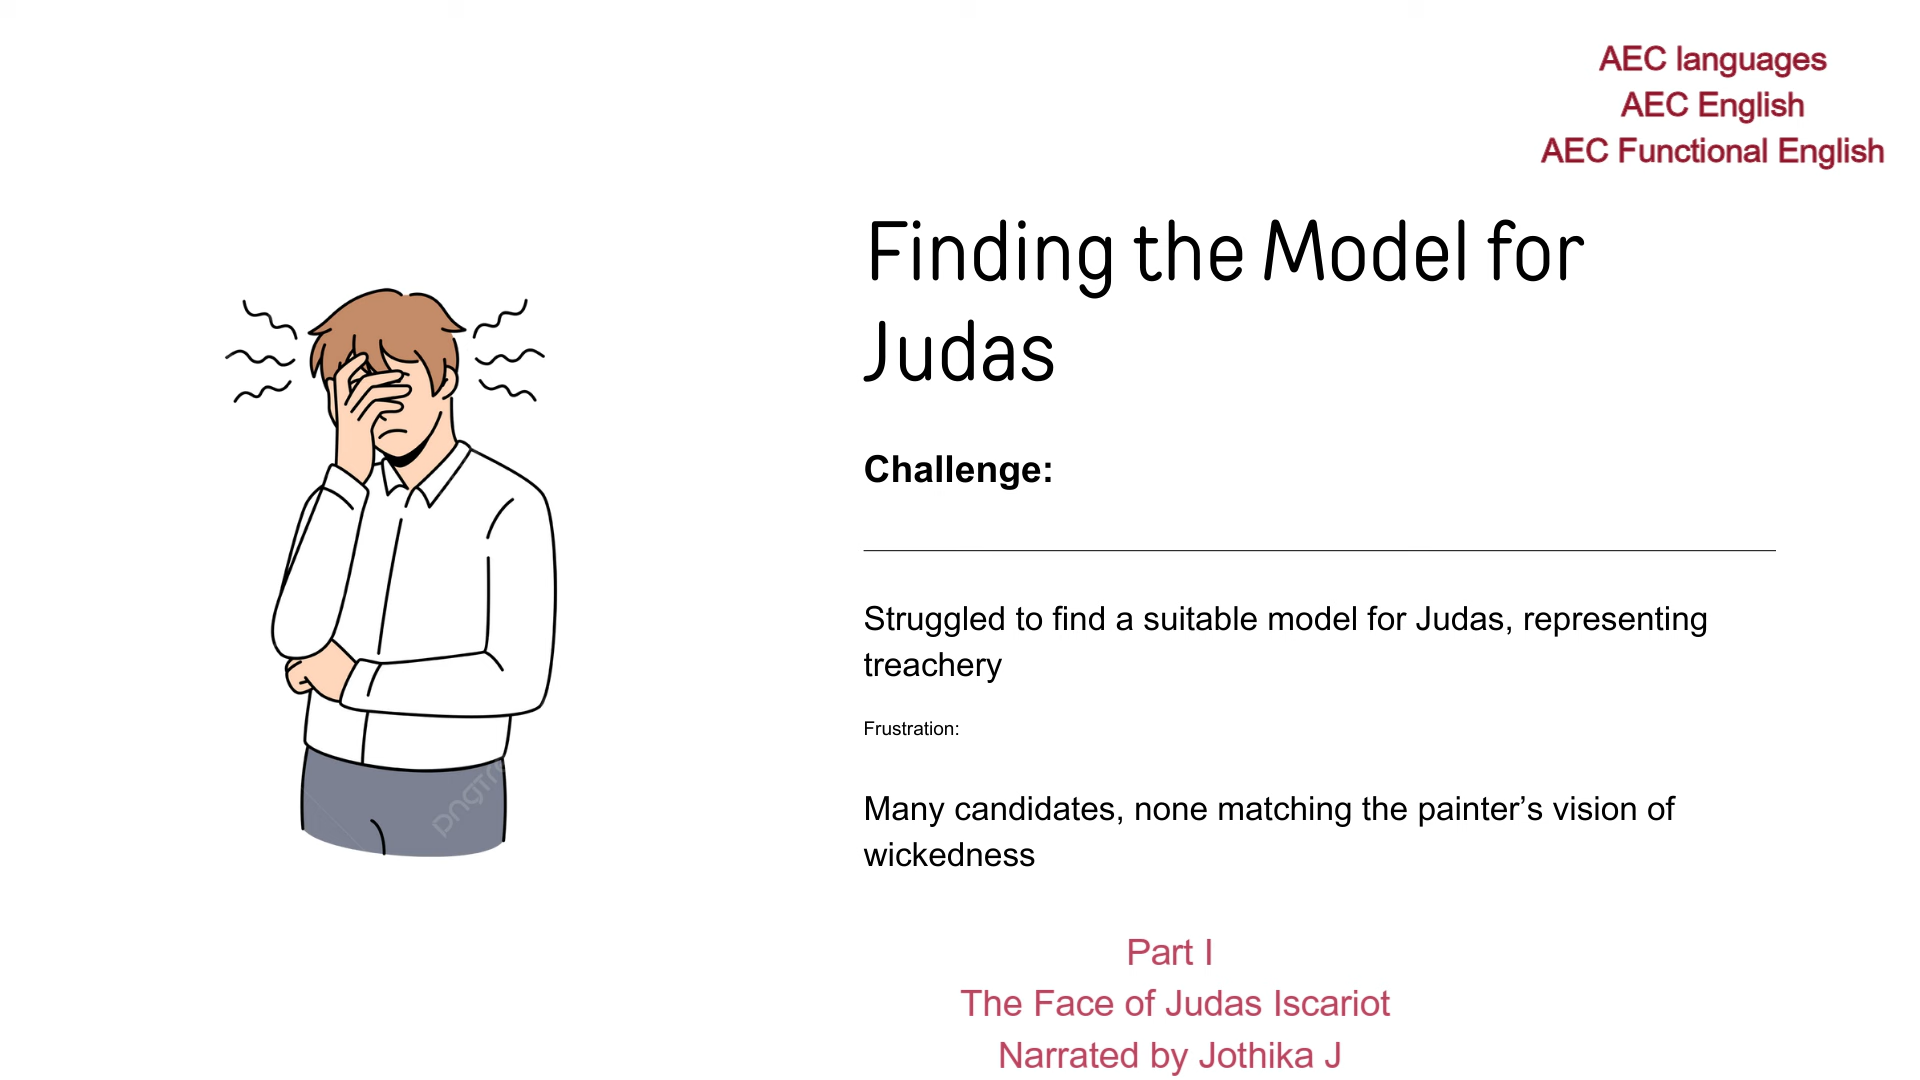 AEC languages
AEC English
AEC Functional English
Finding the Model for
Judas
Challenge:
Struggled to find a suitable model for Judas, representing
treachery
Frustration:
Many candidates, none matching the painter’s vision of
wickedness
Part I
The Face of Judas Iscariot
Narrated by Jothika J